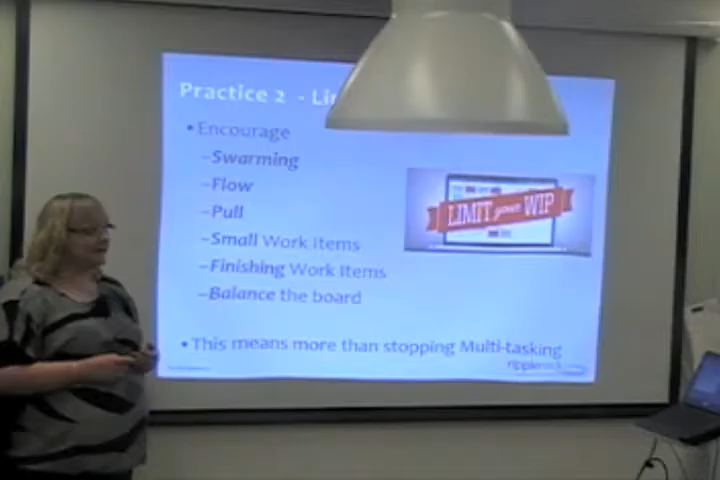 Practice 2 - Li
• Encourage
–Swarming
–Flow
–Pull
–Small Work Items
–Finishing Work Items
–Balance the board
LIMIT your WIP
• This means more than stopping Multi-tasking